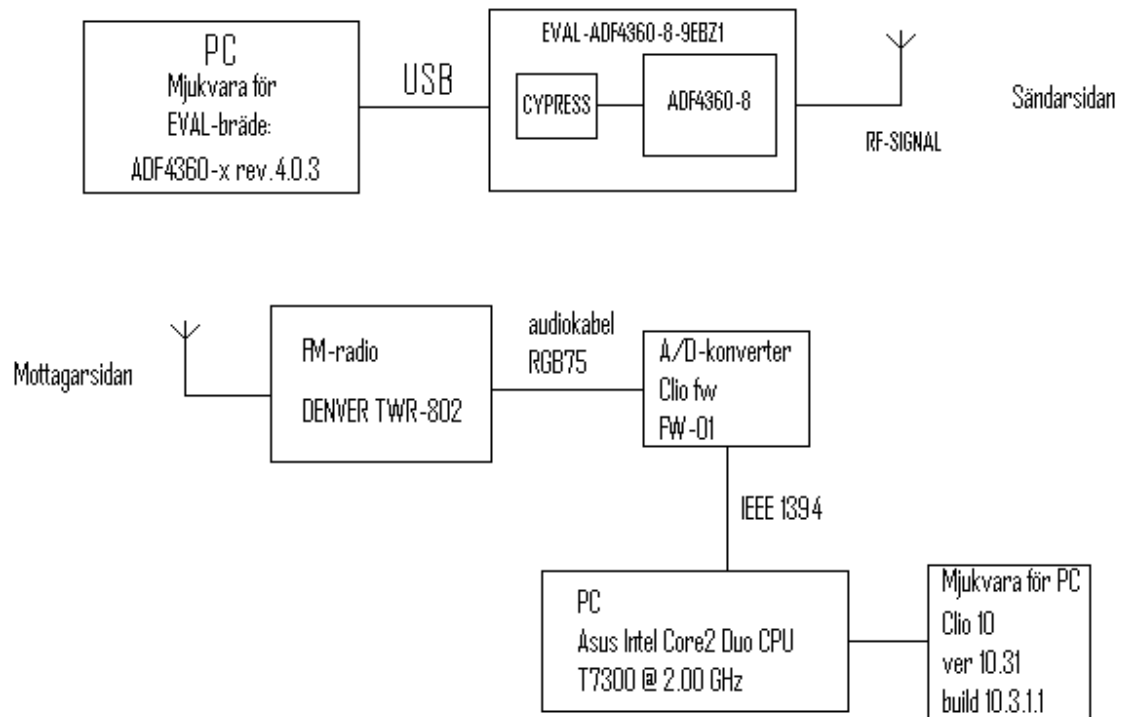 PC
Mjukvara för
EVAL-bräde:
ADF4360-x rev.4.0.3
USB
EVAL-ADF4360-8-9EBZ1
CYPRESS
ADF4360-8
RF-SIGNAL
Sändarsidan
Mottagarsidan
FM-radio
DENVER TWR-802
audiokabel
RGB75
A/D-konverter
Clio fw
FW-01
IEEE 1394
PC
Asus Intel Core2 Duo CPU
T7300 @ 2.00 GHz
Mjukvara för PC
Clio 10
ver 10.31
build 10.3.1.1